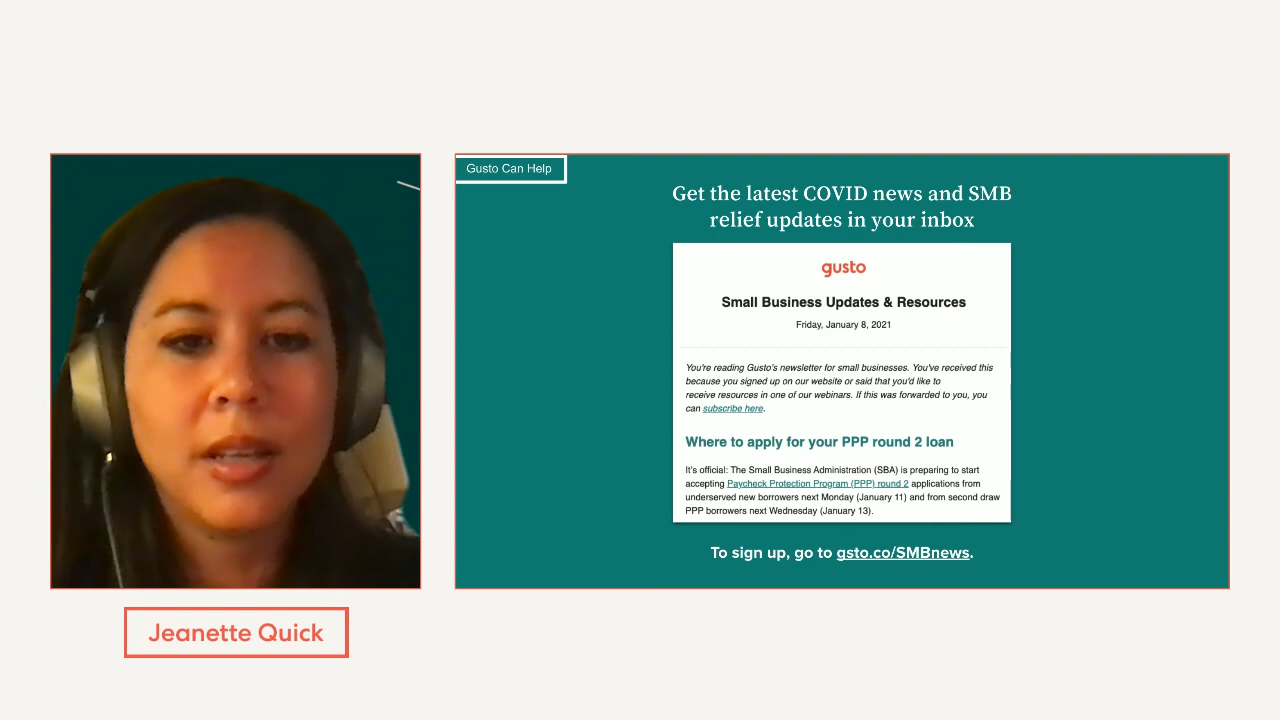 Gusto Can Help
Get the latest COVID news and SMB
relief updates in your inbox
gusto
Small Business Updates & Resources
Friday, January 8, 2021
You're reading Gusto's newsletter for small businesses. You've received this
because you signed up on our website or said that you'd like to
receive resources in one of our webinars. If this was forwarded to you, you
can subscribe here.
Where to apply for your PPP round 2 loan
It's official: The Small Business Administration (SBA) is preparing to start
accepting Paycheck Protection Program (PPP) round 2 applications from
underserved new borrowers next Monday (January 11) and from second draw
PPP borrowers next Wednesday (January 13).
To sign up, go to gsto.co/SMBnews.
Jeanette Quick